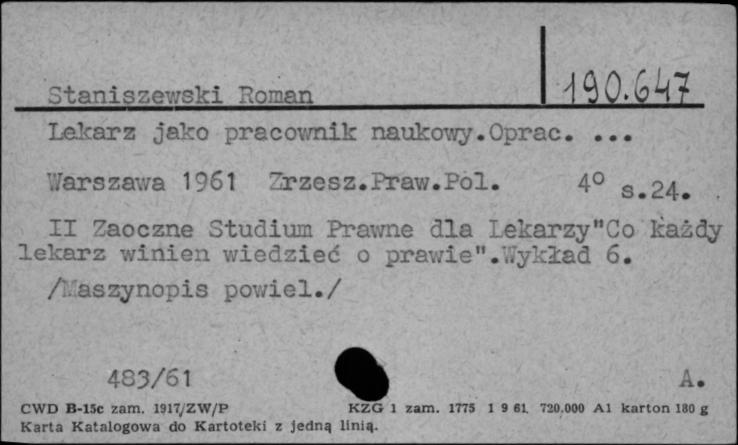 Staniszewski Roman 190.647
Lekarz jako pracownik naukowy.Oprac. ...
Warszawa 1961 Zrzesz.Praw.Pol. 4° s.24.
II Zaoczne Studium Prawne dla Lekarzy"Co każdy
lekarz winien wiedzieć o prawie".Wykład 6.
/Maszynopis powiel./
483/61 A.
CWD B-15c zam. 1917/ZW/P KZG 1 zam. 1775 1 9 61. 720.000 A1 karton 180 g
Karta Katalogowa do Kartoteki z jedną linią.